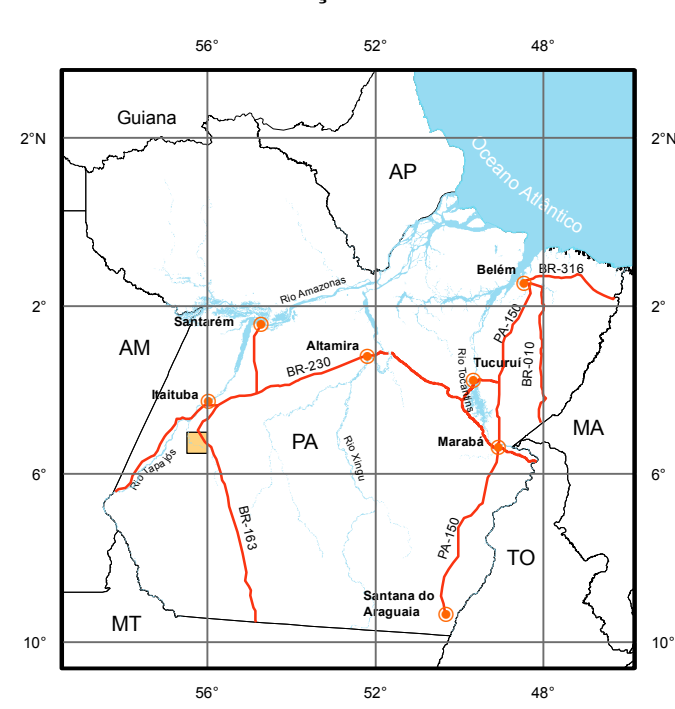 56° 52° 48°
Guiana
2°N 2°N
AP
Oceano Atlântico
Belém BR-316
Rio Amazonas
2° 2°
Santarém PA-150
AM Altamira BR-010
Tucuruí
BR-230 Rio Tocantins
Itaituba
MA
PA Marabá
Rio Xingu
Rio Tapajós
6° 6°
BR-163 PA-150
TO
Santana do
Araguaia
MT
10° 10°
56° 52° 48°